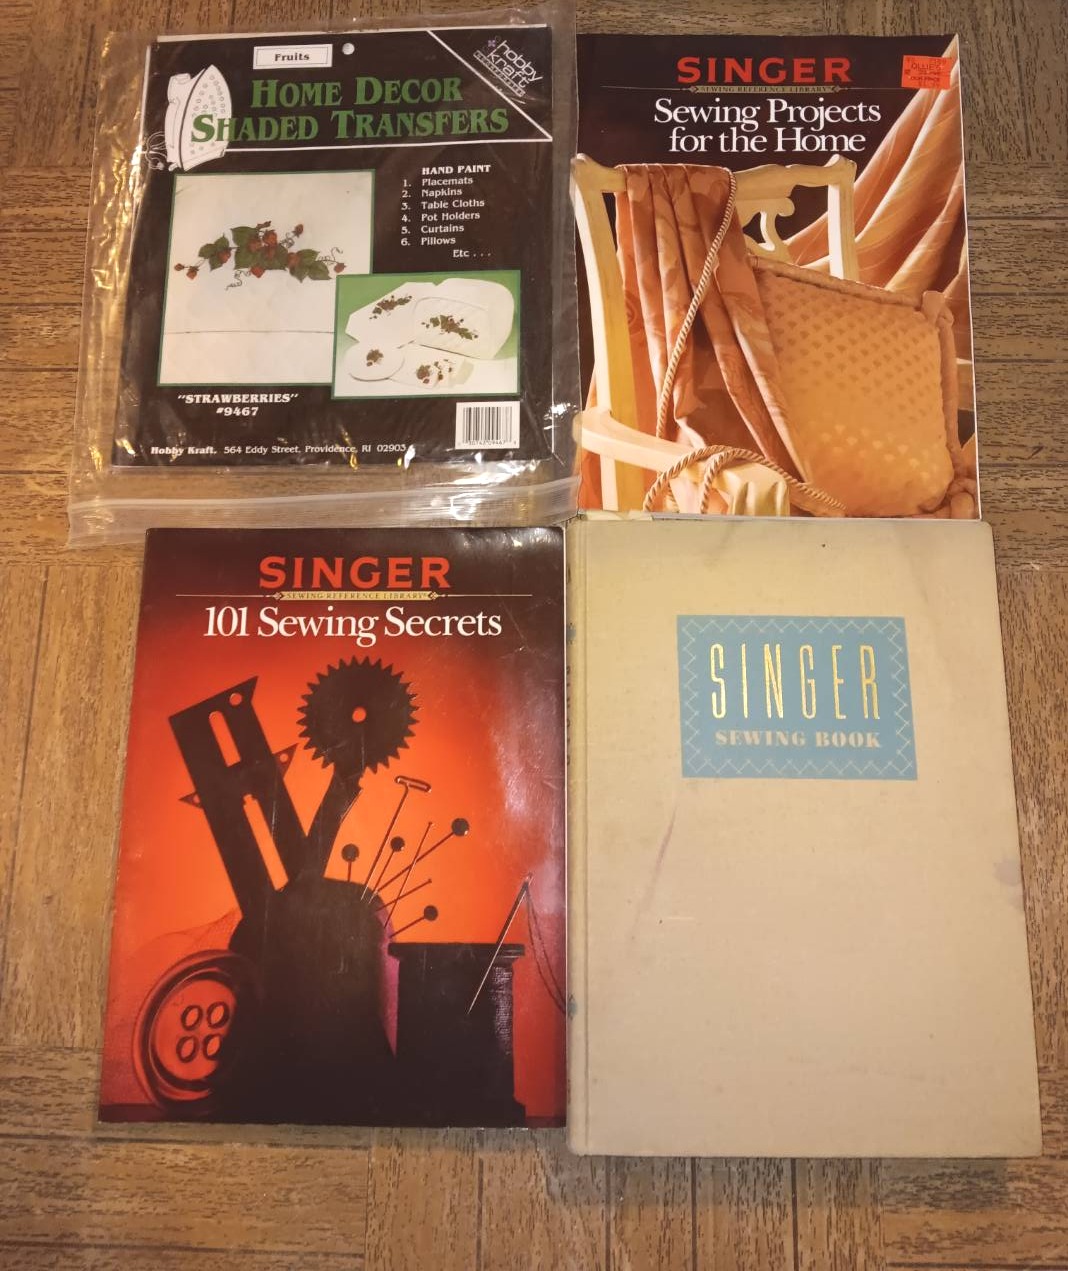 Fruits
hobby
kraft
HOME DECOR
SHADED TRANSFERS
HAND PAINT
1. Placemats
2. Napkins
3. Table Cloths
4. Pot Holders
5. Curtains
6. Pillows
Etc . . .
"STRAWBERRIES"
#9467
Hobby Kraft. 564 Eddy Street, Providence, RI 02903
SINGER
SEWING REFERENCE LIBRARY
Sewing Projects
for the Home
SINGER
SEWING REFERENCE LIBRARY
101 Sewing Secrets
SINGER
SEWING BOOK